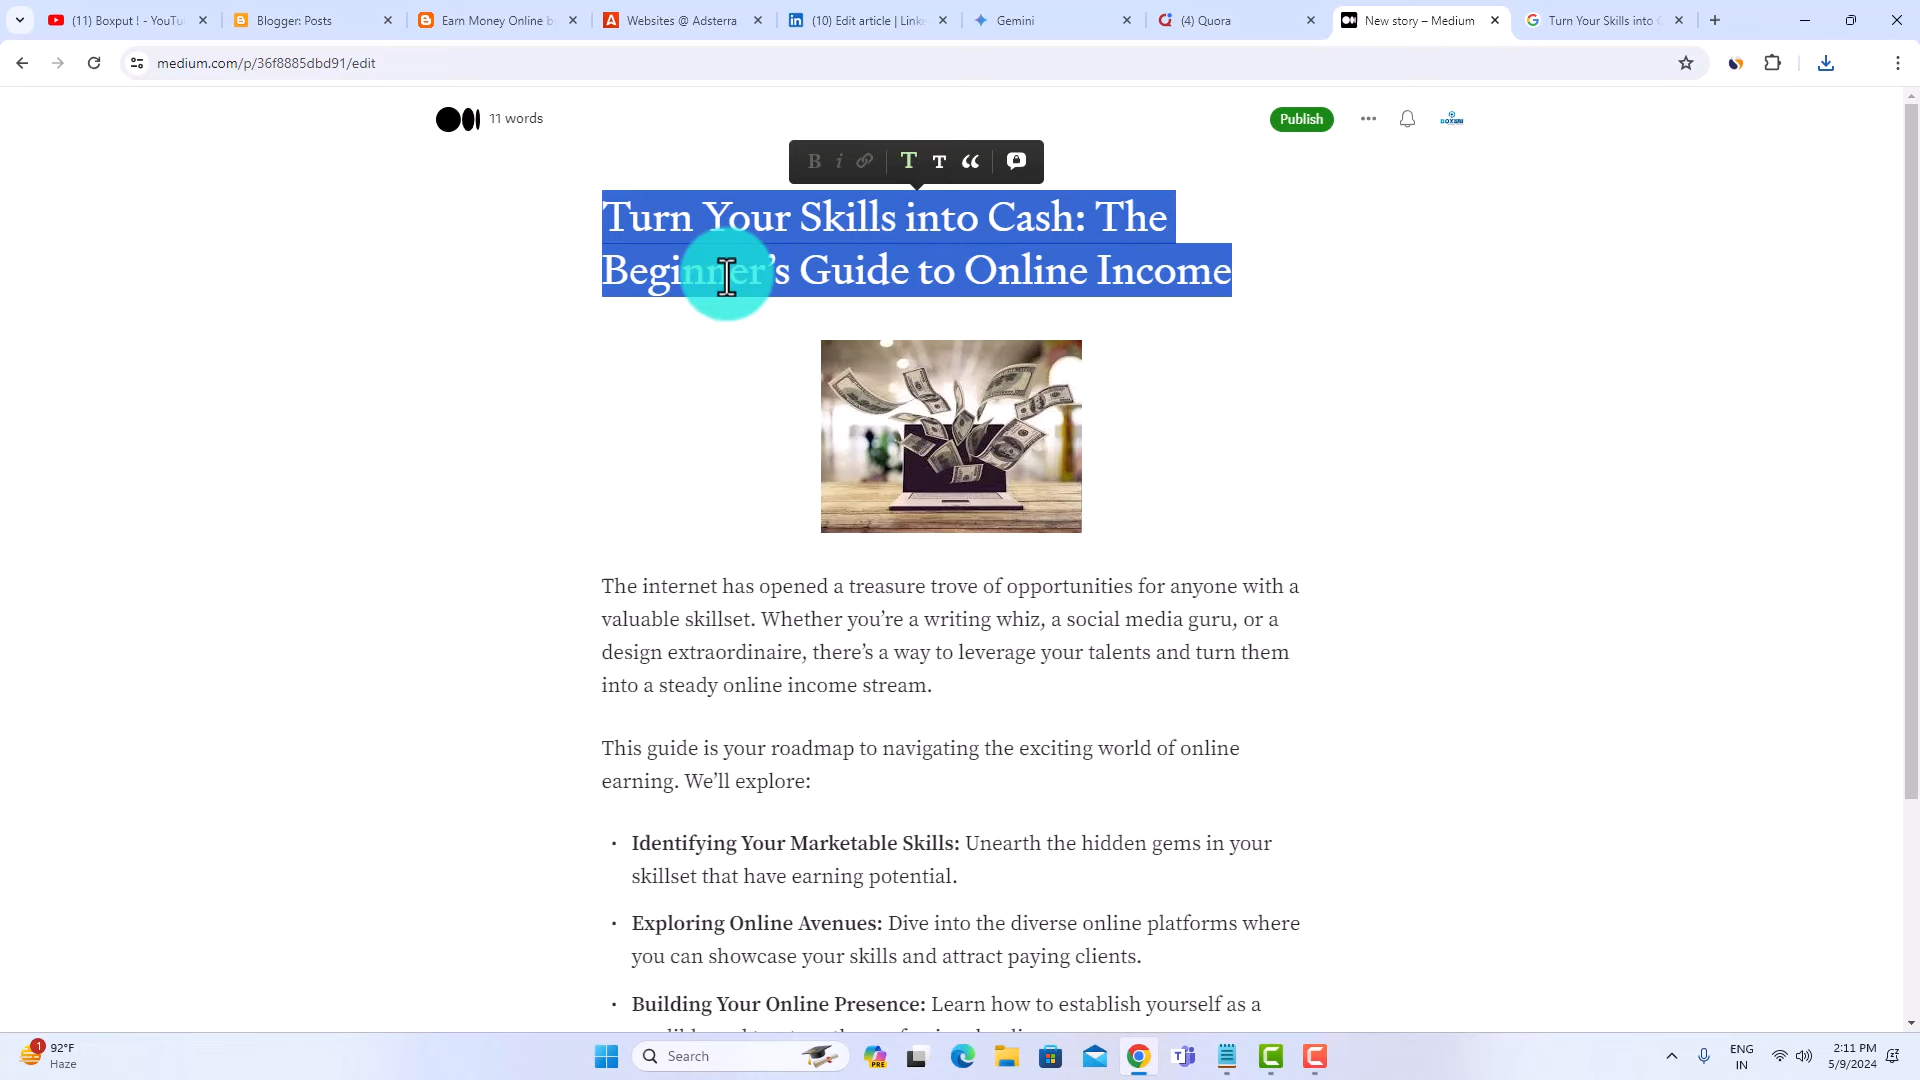 (11) Boxput ! - YouTu
Blogger: Posts
Earn Money Online b
Websites @ Adsterra
(10) Edit article | Linke
Gemini
(4) Quora
New story – Medium
Turn Your Skills into
medium.com/p/36f8885dbd91/edit
11 words
Publish
B i T T “
Turn Your Skills into Cash: The
Beginner’s Guide to Online Income
The internet has opened a treasure trove of opportunities for anyone with a
valuable skillset. Whether you’re a writing whiz, a social media guru, or a
design extraordinaire, there’s a way to leverage your talents and turn them
into a steady online income stream.
This guide is your roadmap to navigating the exciting world of online
earning. We’ll explore:
• Identifying Your Marketable Skills: Unearth the hidden gems in your
skillset that have earning potential.
• Exploring Online Avenues: Dive into the diverse online platforms where
you can showcase your skills and attract paying clients.
• Building Your Online Presence: Learn how to establish yourself as a
1
92°F
Haze
Search
PRE
ENG
IN
2:11 PM
5/9/2024